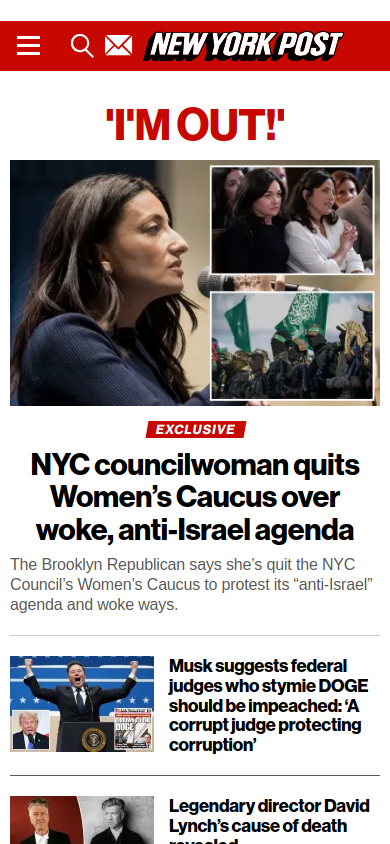 NEW YORK POST
'I'M OUT!'
EXCLUSIVE
NYC councilwoman quits
Women's Caucus over
woke, anti-Israel agenda
The Brooklyn Republican says she's quit the NYC
Council's Women's Caucus to protest its “anti-Israel”
agenda and woke ways.
Musk suggests federal
judges who stymie DOGE
should be impeached: ‘A
corrupt judge protecting
corruption’
Legendary director David
Lynch’s cause of death
revealed